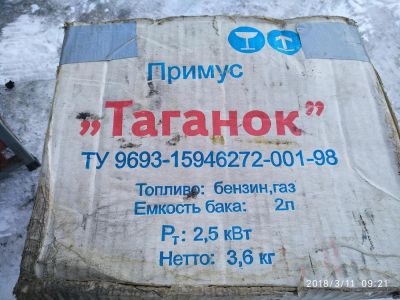 Примус
„Таганок”
ТУ 9693-15946272-001-98
Топливо: бензин,газ
Емкость бака: 2л
Рт: 2,5 кВт
Нетто: 3,6 кг
2018/3/11 09:21